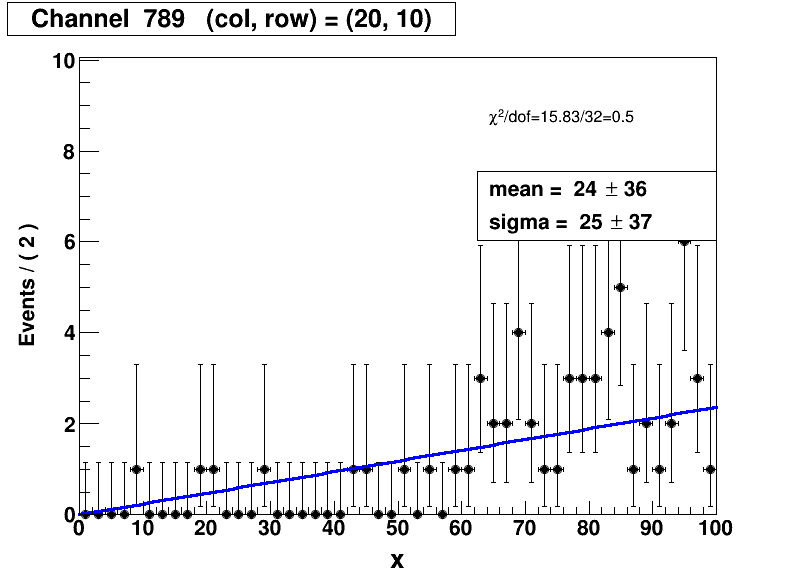 Channel  789   (col, row) = (20, 10)
10
8
6
4
2
0
Events / ( 2 )
χ²/dof=15.83/32=0.5
mean =  24 ± 36
sigma =  25 ± 37
0 10 20 30 40 50 60 70 80 90 100
x